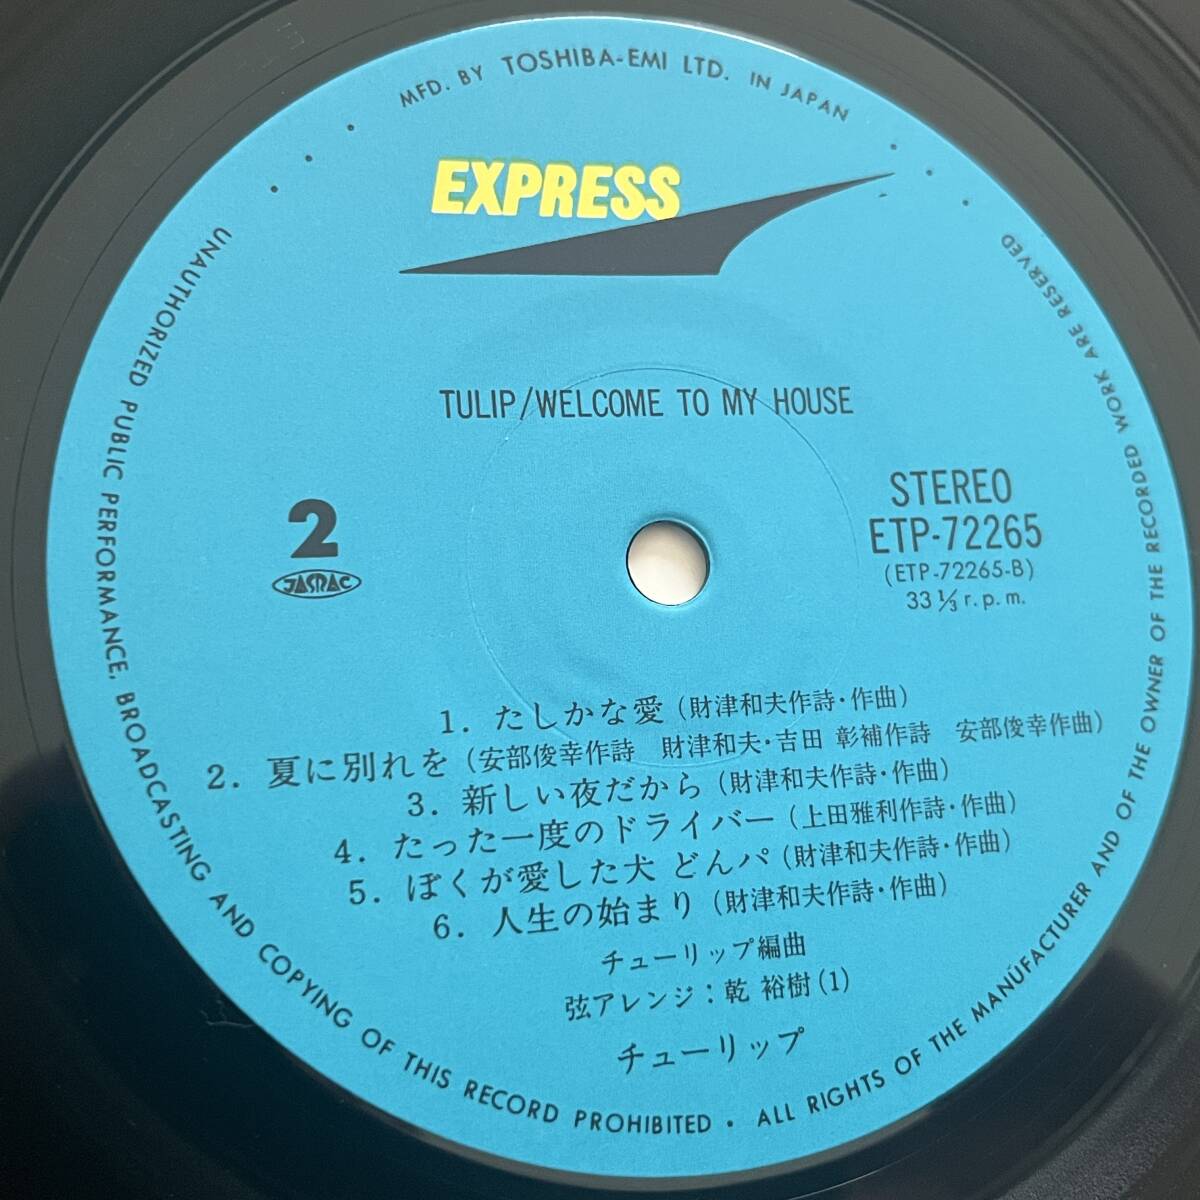 MFD. BY TOSHIBA-EMI LTD. IN JAPAN
EXPRESS
TULIP/WELCOME TO MY HOUSE
2
JASRAC
STEREO
ETP-72265
(ETP-72265-B)
33 1/3 r.p.m.
1. たしかな愛 (財津和夫作詩・作曲)
2. 夏に別れを (安部俊幸作詩 財津和夫・吉田 彰補作詩 安部俊幸作曲)
3. 新しい夜だから (財津和夫作詩・作曲)
4. たった一度のドライバー (上田雅利作詩・作曲)
5. ぼくが愛した犬 どんパ (財津和夫作詩・作曲)
6. 人生の始まり (財津和夫作詩・作曲)
チューリップ編曲
弦アレンジ：乾 裕樹 (1)
チューリップ
UNAUTHORIZED PUBLIC PERFORMANCE, BROADCASTING AND COPYING OF THIS RECORD PROHIBITED • ALL RIGHTS OF THE MANUFACTURER AND OF THE OWNER OF THE RECORDED WORK ARE RESERVED